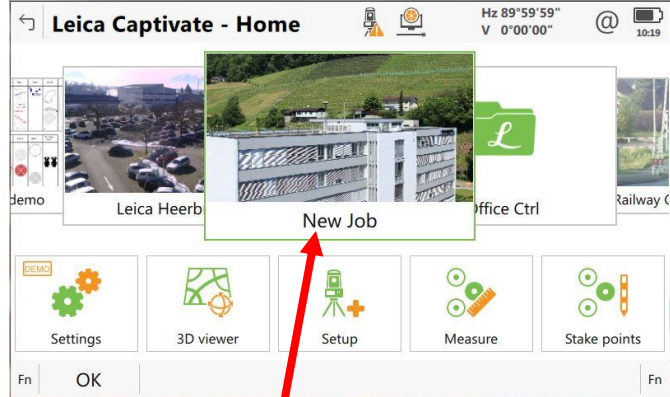 Leica Captivate - Home
Hz 89°59'59"
V 0°00'00"
@
10:19
demo
Leica Heerb
New Job
Office Ctrl
Railway C
DEMO
Settings
3D viewer
Setup
Measure
Stake points
Fn
OK
Fn